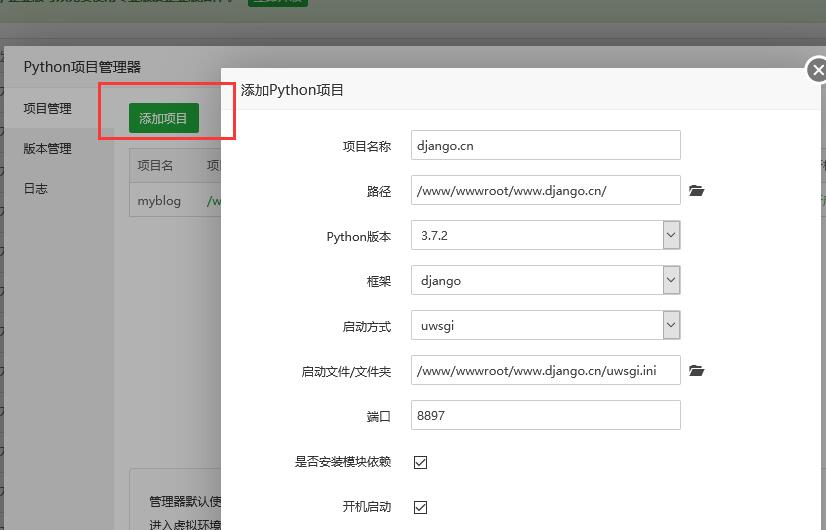 Python项目管理器
添加Python项目
项目管理
添加项目
版本管理
日志
项目名
myblog
/w
项目名称
django.cn
路径
/www/wwwroot/www.django.cn/
Python版本
3.7.2
框架
django
启动方式
uwsgi
启动文件/文件夹
/www/wwwroot/www.django.cn/uwsgi.ini
端口
8897
是否安装模块依赖
开机启动
管理器默认使
进入虚拟环境